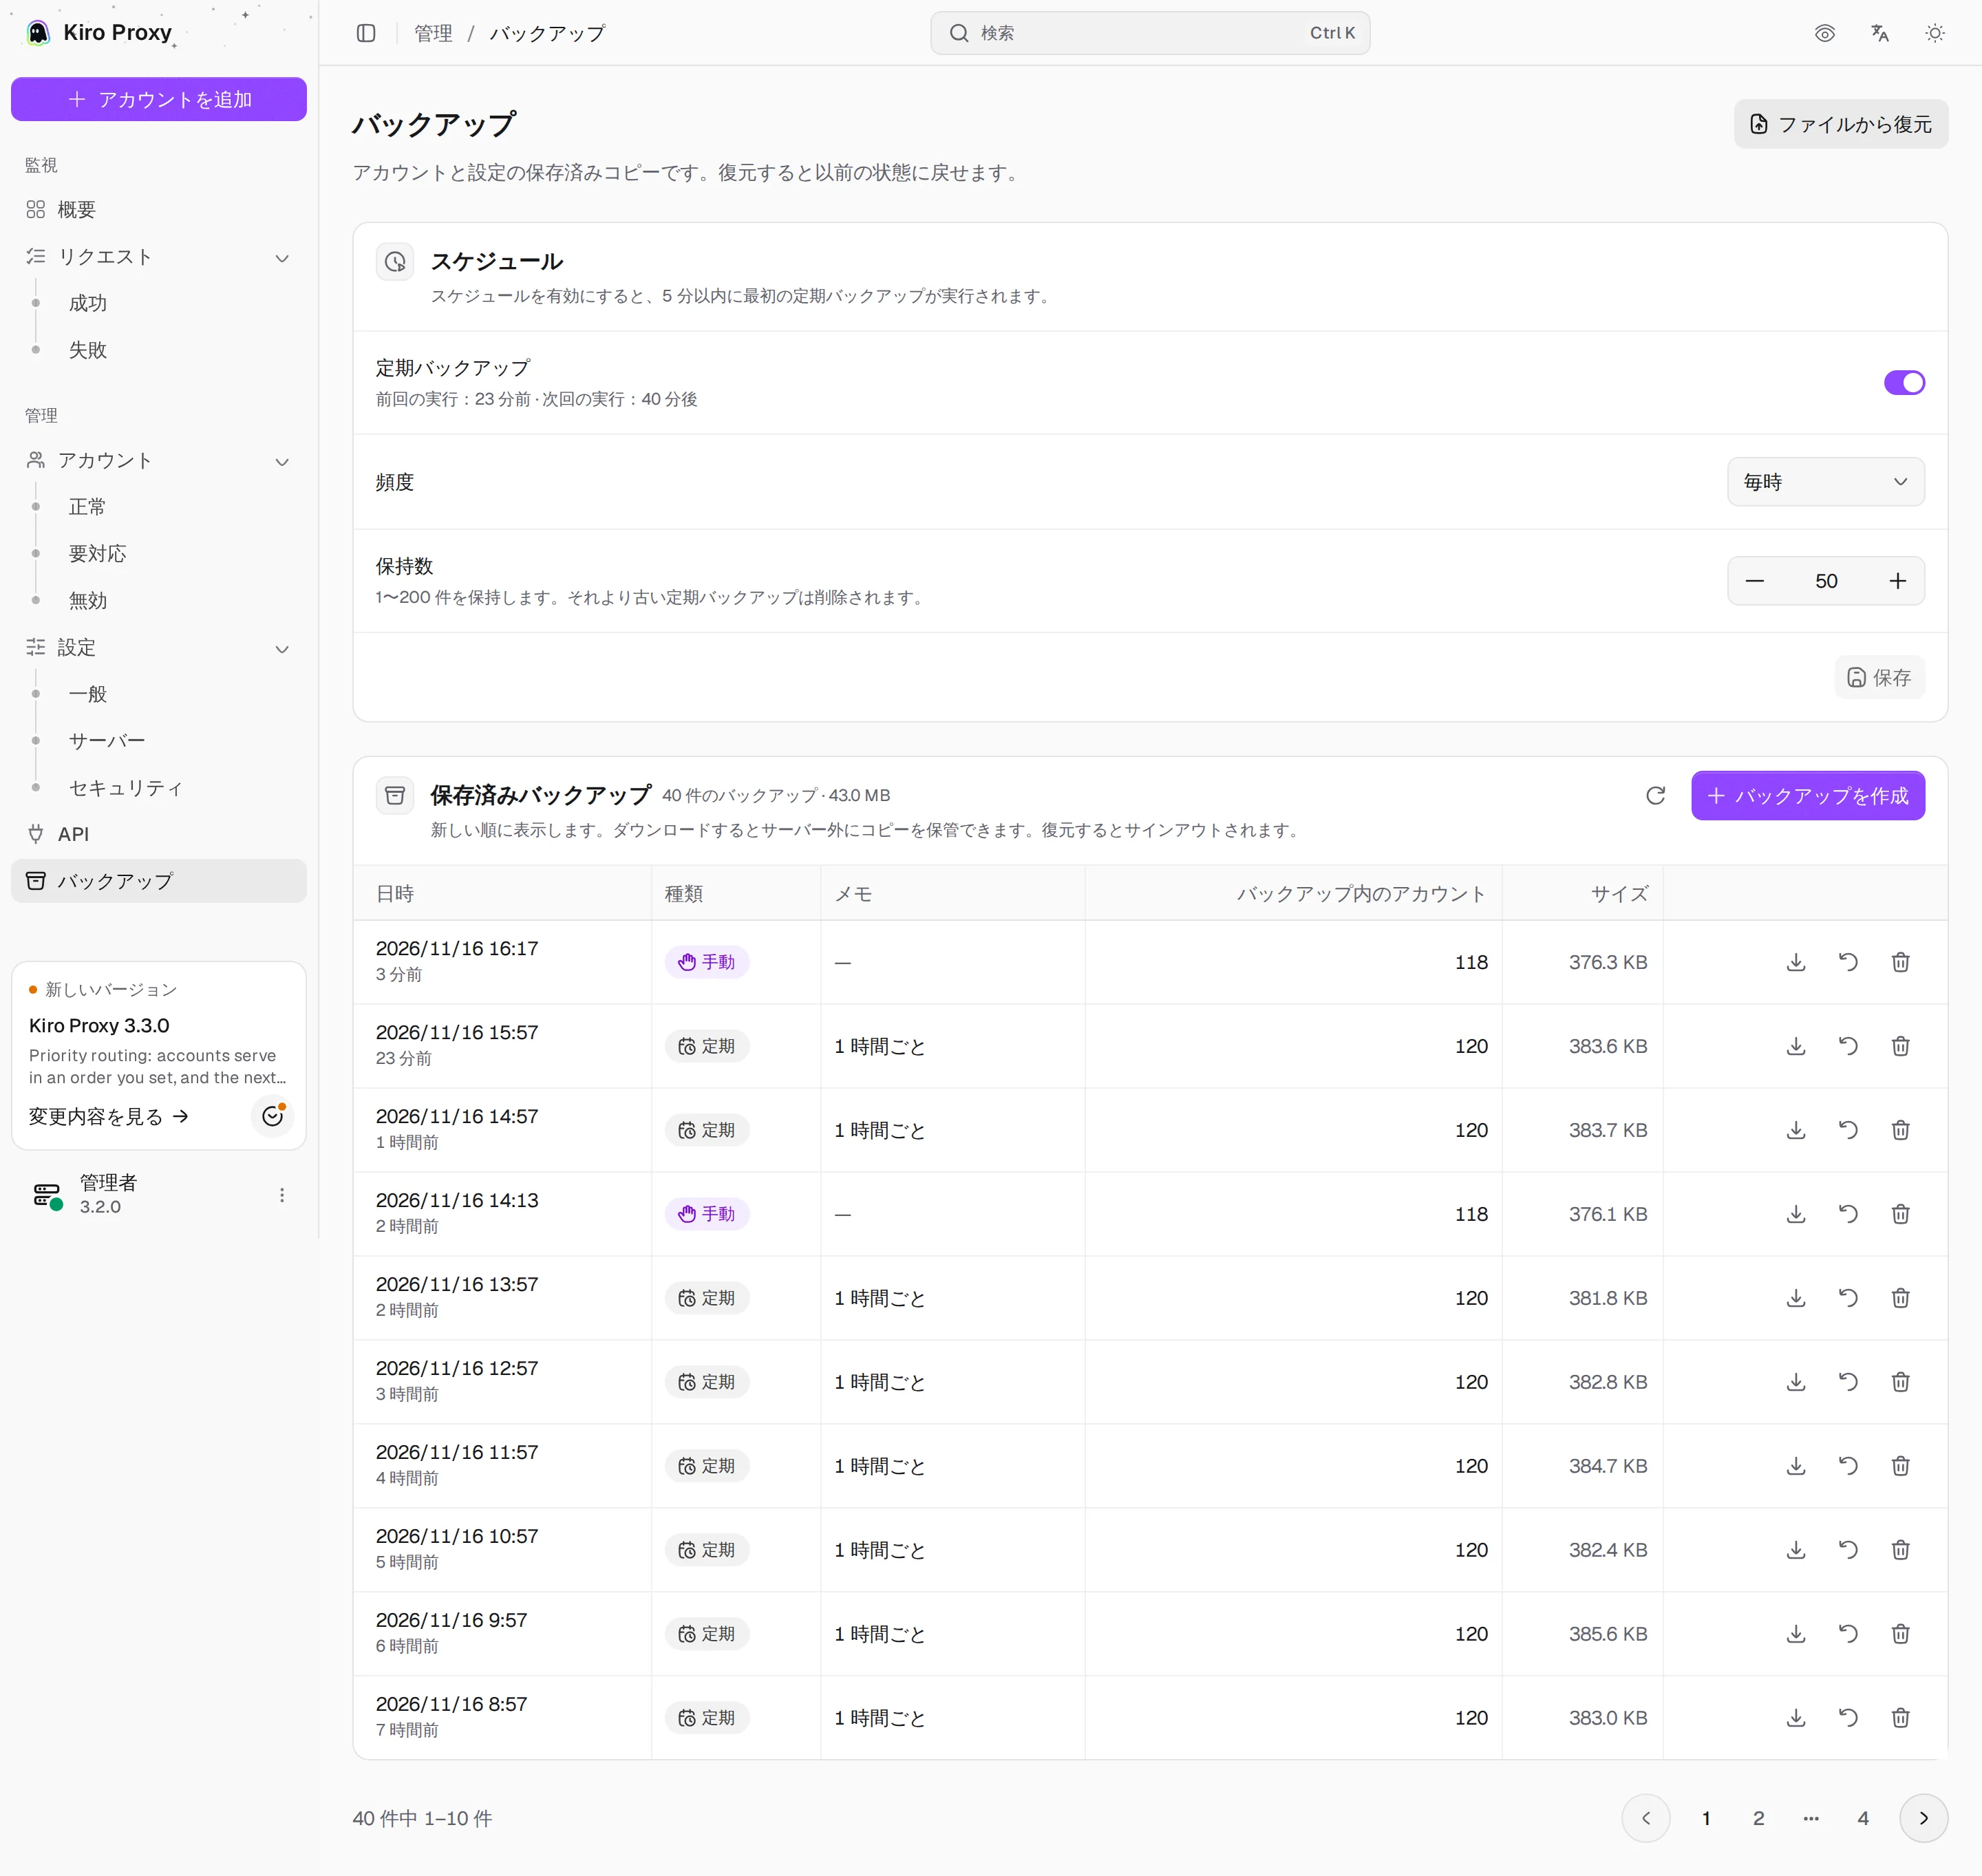 Kiro Proxy
アカウントを追加
監視
概要
リクエスト
成功
失敗
管理
アカウント
正常
要対応
無効
設定
一般
サーバー
セキュリティ
API
バックアップ
新しいバージョン
Kiro Proxy 3.3.0
Priority routing: accounts serve
in an order you set, and the next...
変更内容を見る →
管理者
3.2.0
管理 / バックアップ
検索 Ctrl K
バックアップ
ファイルから復元
アカウントと設定の保存済みコピーです。復元すると以前の状態に戻せます。
スケジュール
スケジュールを有効にすると、5 分以内に最初の定期バックアップが実行されます。
定期バックアップ
前回の実行：23 分前 · 次回の実行：40 分後
頻度
毎時
保持数
1〜200 件を保持します。それより古い定期バックアップは削除されます。
50
保存
保存済みバックアップ 40 件のバックアップ · 43.0 MB
バックアップを作成
新しい順に表示します。ダウンロードするとサーバー外にコピーを保管できます。復元するとサインアウトされます。
日時 種類 メモ バックアップ内のアカウント サイズ
2026/11/16 16:17
3 分前
手動 — 118 376.3 KB
2026/11/16 15:57
23 分前
定期 1 時間ごと 120 383.6 KB
2026/11/16 14:57
1 時間前
定期 1 時間ごと 120 383.7 KB
2026/11/16 14:13
2 時間前
手動 — 118 376.1 KB
2026/11/16 13:57
2 時間前
定期 1 時間ごと 120 381.8 KB
2026/11/16 12:57
3 時間前
定期 1 時間ごと 120 382.8 KB
2026/11/16 11:57
4 時間前
定期 1 時間ごと 120 384.7 KB
2026/11/16 10:57
5 時間前
定期 1 時間ごと 120 382.4 KB
2026/11/16 9:57
6 時間前
定期 1 時間ごと 120 385.6 KB
2026/11/16 8:57
7 時間前
定期 1 時間ごと 120 383.0 KB
40 件中 1–10 件
1 2 ... 4